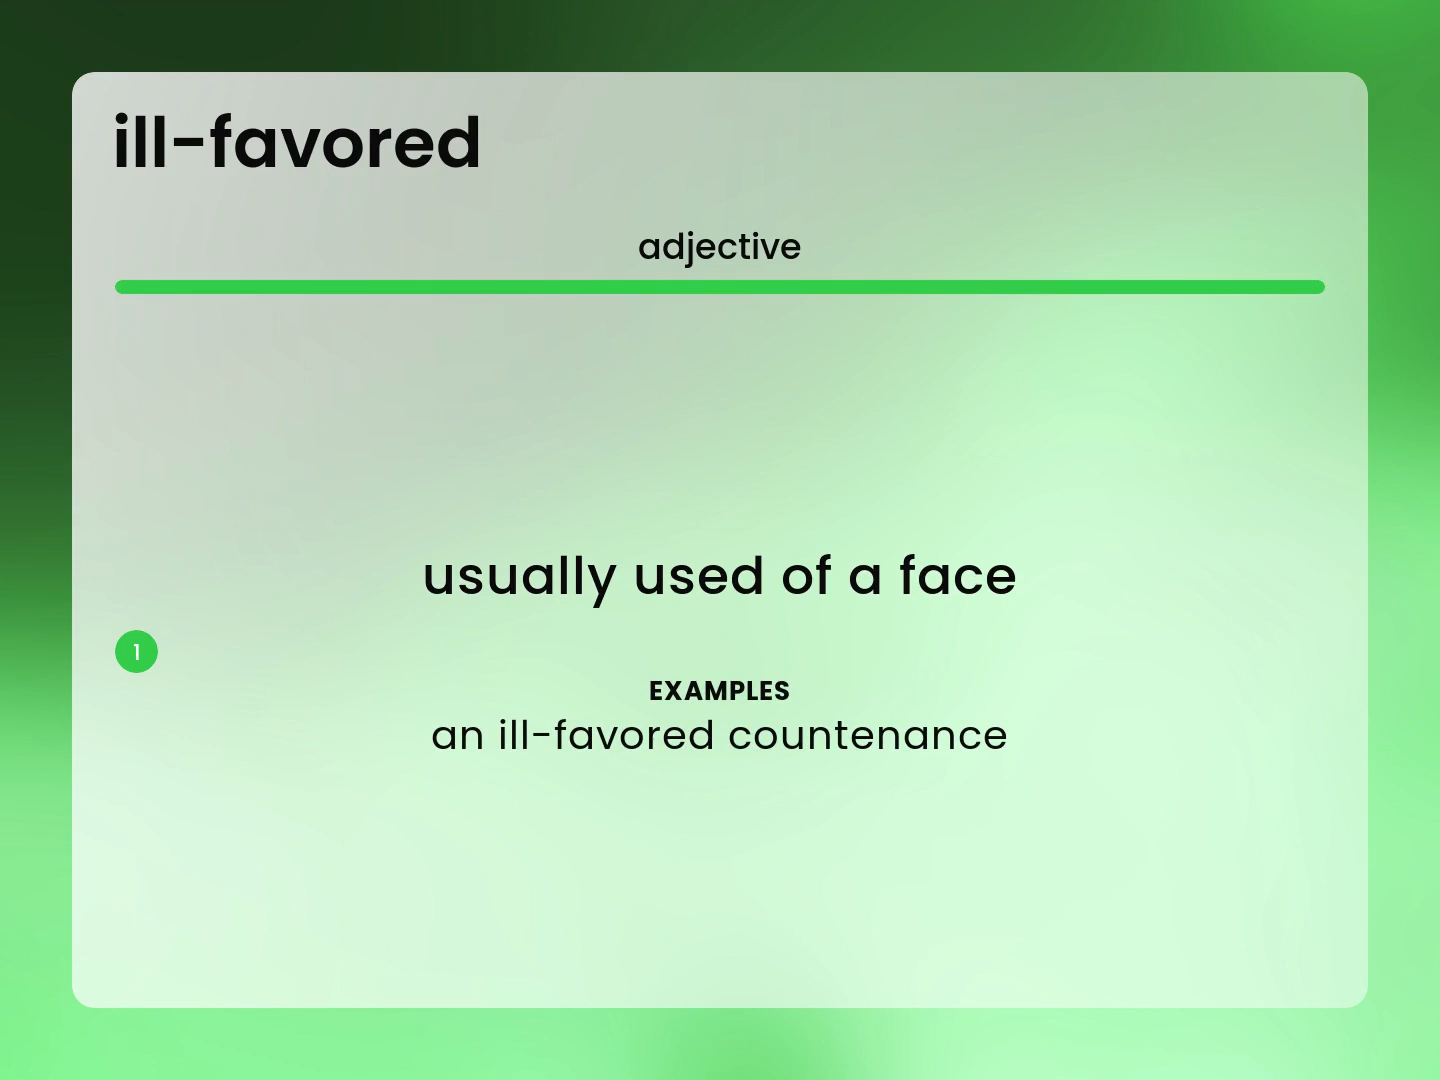 ill-favored
adjective
usually used of a face
1
EXAMPLES
an ill-favored countenance